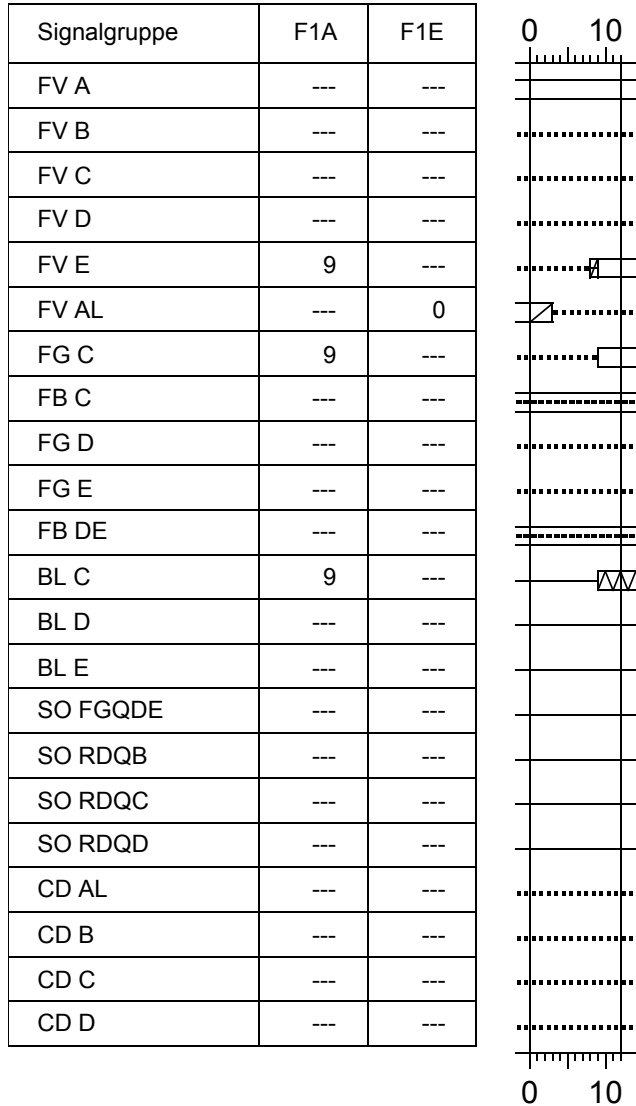 Signalgruppe F1A F1E 0 10
FV A --- ---
FV B --- ---
FV C --- ---
FV D --- ---
FV E 9 ---
FV AL --- 0
FG C 9 ---
FB C --- ---
FG D --- ---
FG E --- ---
FB DE --- ---
BL C 9 ---
BL D --- ---
BL E --- ---
SO FGQDE --- ---
SO RDQB --- ---
SO RDQC --- ---
SO RDQD --- ---
CD AL --- ---
CD B --- ---
CD C --- ---
CD D --- ---
0 10